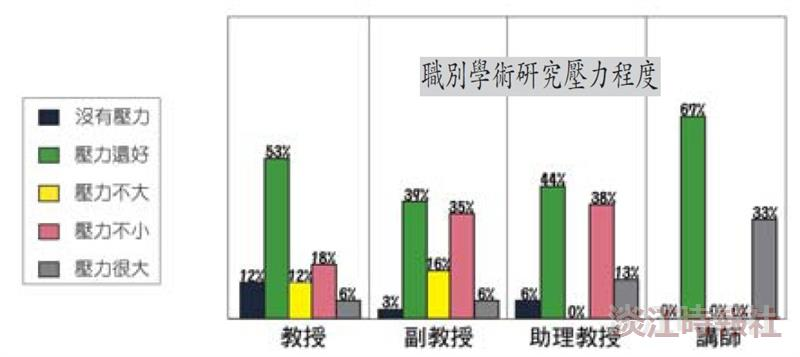 職別學術研究壓力程度
沒有壓力
壓力還好
壓力不大
壓力不小
壓力很大
12% 53% 12% 18% 6%
3% 39% 16% 35% 6%
6% 44% 0% 38% 13%
0% 67% 0% 0% 33%
教授 副教授 助理教授 講師
淡江時報社